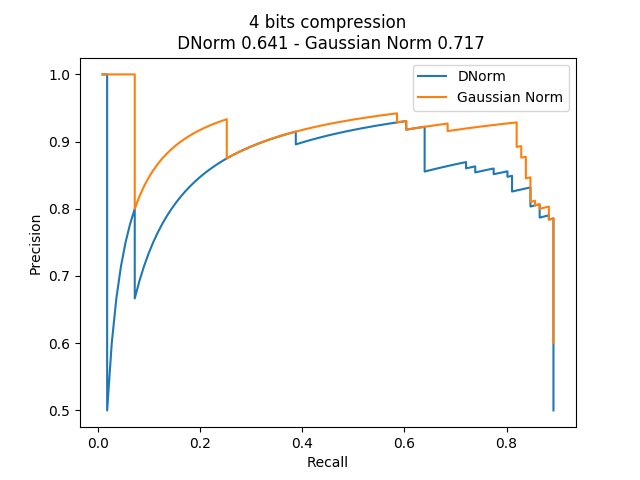 4 bits compression
DNorm 0.641 - Gaussian Norm 0.717
DNorm
Gaussian Norm
Precision
1.0
0.9
0.8
0.7
0.6
0.5
0.0
0.2
0.4
0.6
0.8
Recall